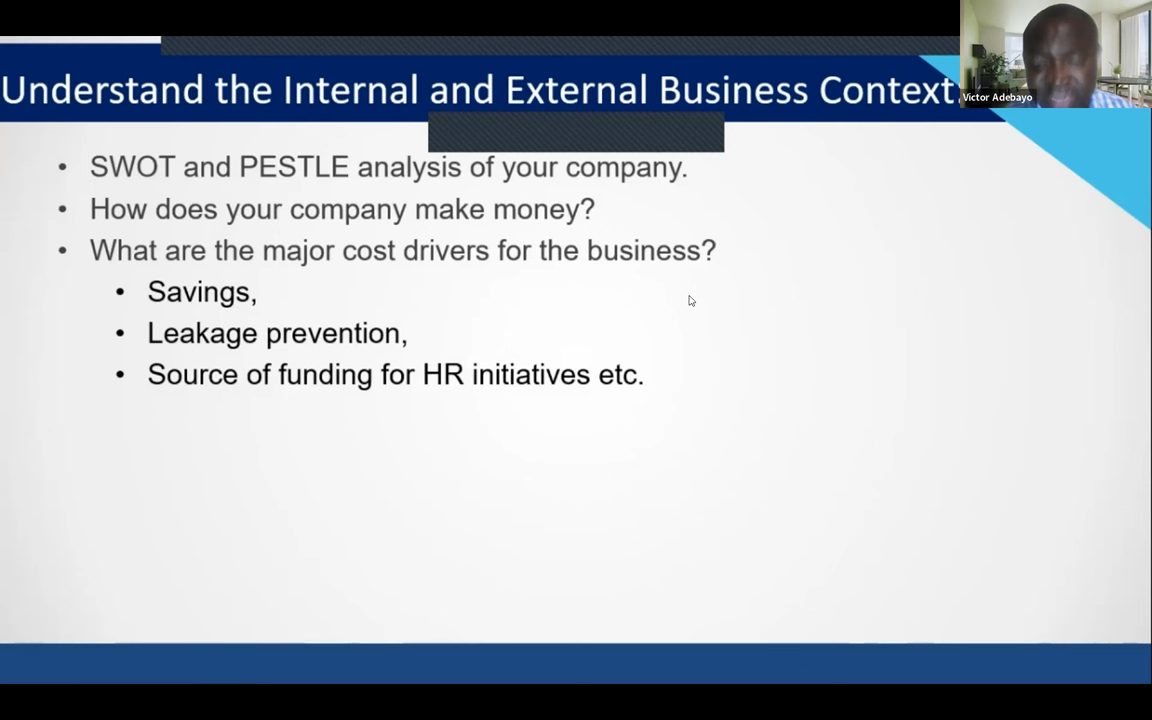 Understand the Internal and External Business Context.
Victor Adebayo
• SWOT and PESTLE analysis of your company.
• How does your company make money?
• What are the major cost drivers for the business?
• Savings,
• Leakage prevention,
• Source of funding for HR initiatives etc.